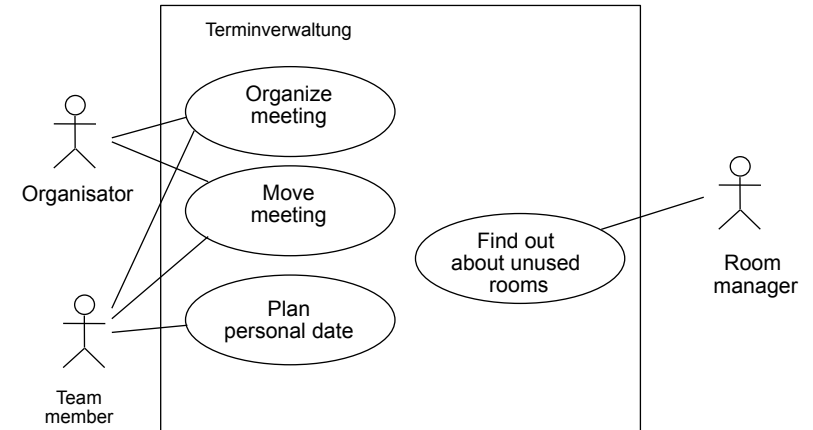 Terminverwaltung
Organize
meeting
Organisator
Move
meeting
Find out
about unused
rooms
Room
manager
Plan
personal date
Team
member